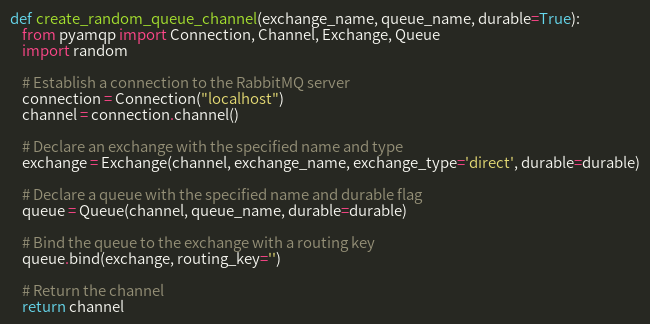 def create_random_queue_channel(exchange_name, queue_name, durable=True):
from pyamqp import Connection, Channel, Exchange, Queue
import random
# Establish a connection to the RabbitMQ server
connection = Connection("localhost")
channel = connection.channel()
# Declare an exchange with the specified name and type
exchange = Exchange(channel, exchange_name, exchange_type='direct', durable=durable)
# Declare a queue with the specified name and durable flag
queue = Queue(channel, queue_name, durable=durable)
# Bind the queue to the exchange with a routing key
queue.bind(exchange, routing_key='')
# Return the channel
return channel